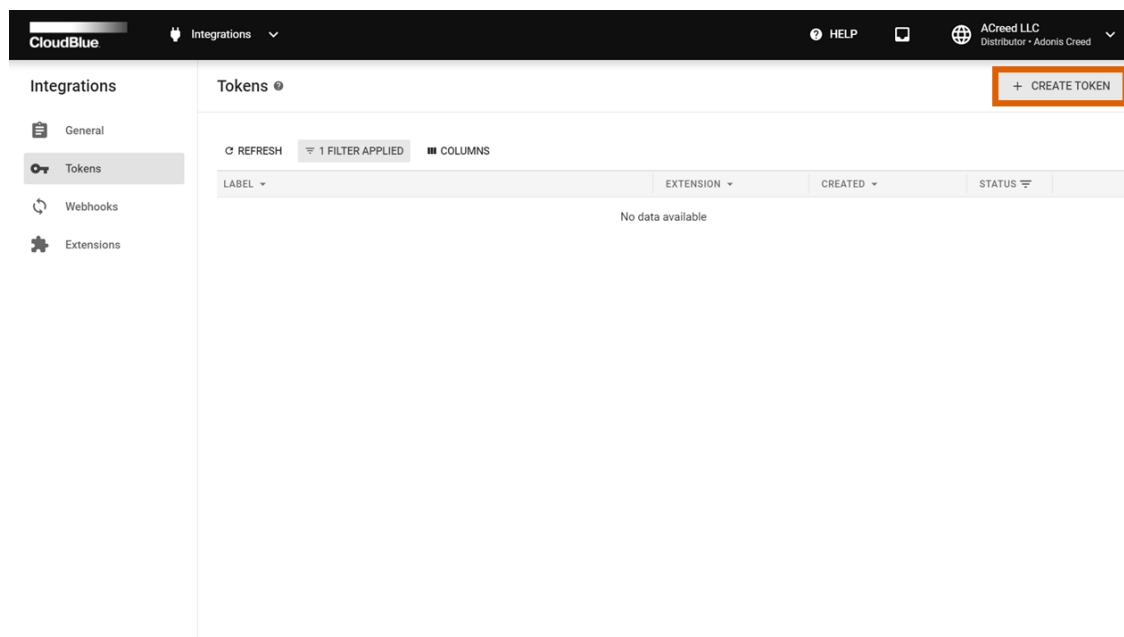 CloudBlue.
Integrations
HELP
ACreed LLC
Distributor • Adonis Creed
Integrations
General
Tokens
Webhooks
Extensions
Tokens
+ CREATE TOKEN
REFRESH
1 FILTER APPLIED
COLUMNS
LABEL
EXTENSION
CREATED
STATUS
No data available